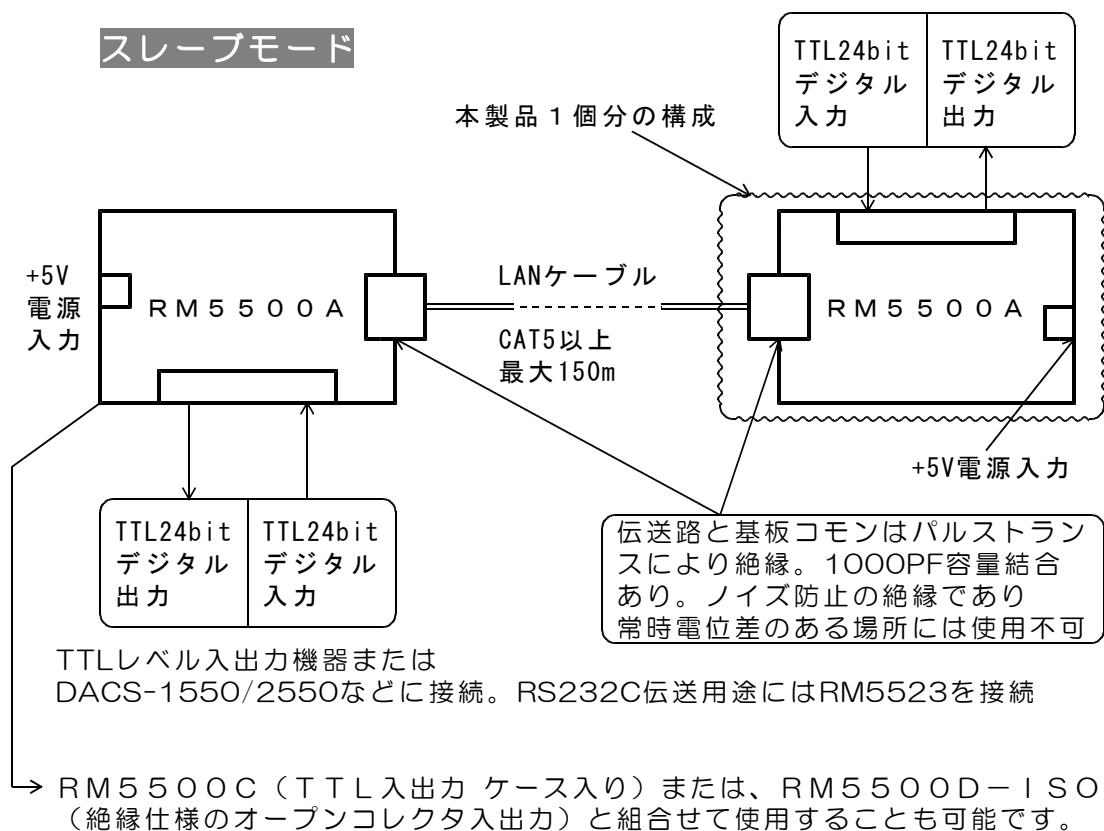 スレーブモード
TTL24bit
デジタル
入力
TTL24bit
デジタル
出力
本製品１個分の構成
+5V
電源
入力
ＲＭ５５００Ａ
LANケーブル
CAT5以上
最大150m
ＲＭ５５００Ａ
+5V電源入力
TTL24bit
デジタル
出力
TTL24bit
デジタル
入力
伝送路と基板コモンはパルストラン
スにより絶縁。1000PF容量結合
あり。ノイズ防止の絶縁であり
常時電位差のある場所には使用不可
TTLレベル入出力機器または
DACS-1550/2550などに接続。RS232C伝送用途にはRM5523を接続
ＲＭ５５００Ｃ（ＴＴＬ入出力 ケース入り）または、ＲＭ５５００Ｄ－ＩＳＯ
（絶縁仕様のオープンコレクタ入出力）と組合せて使用することも可能です。